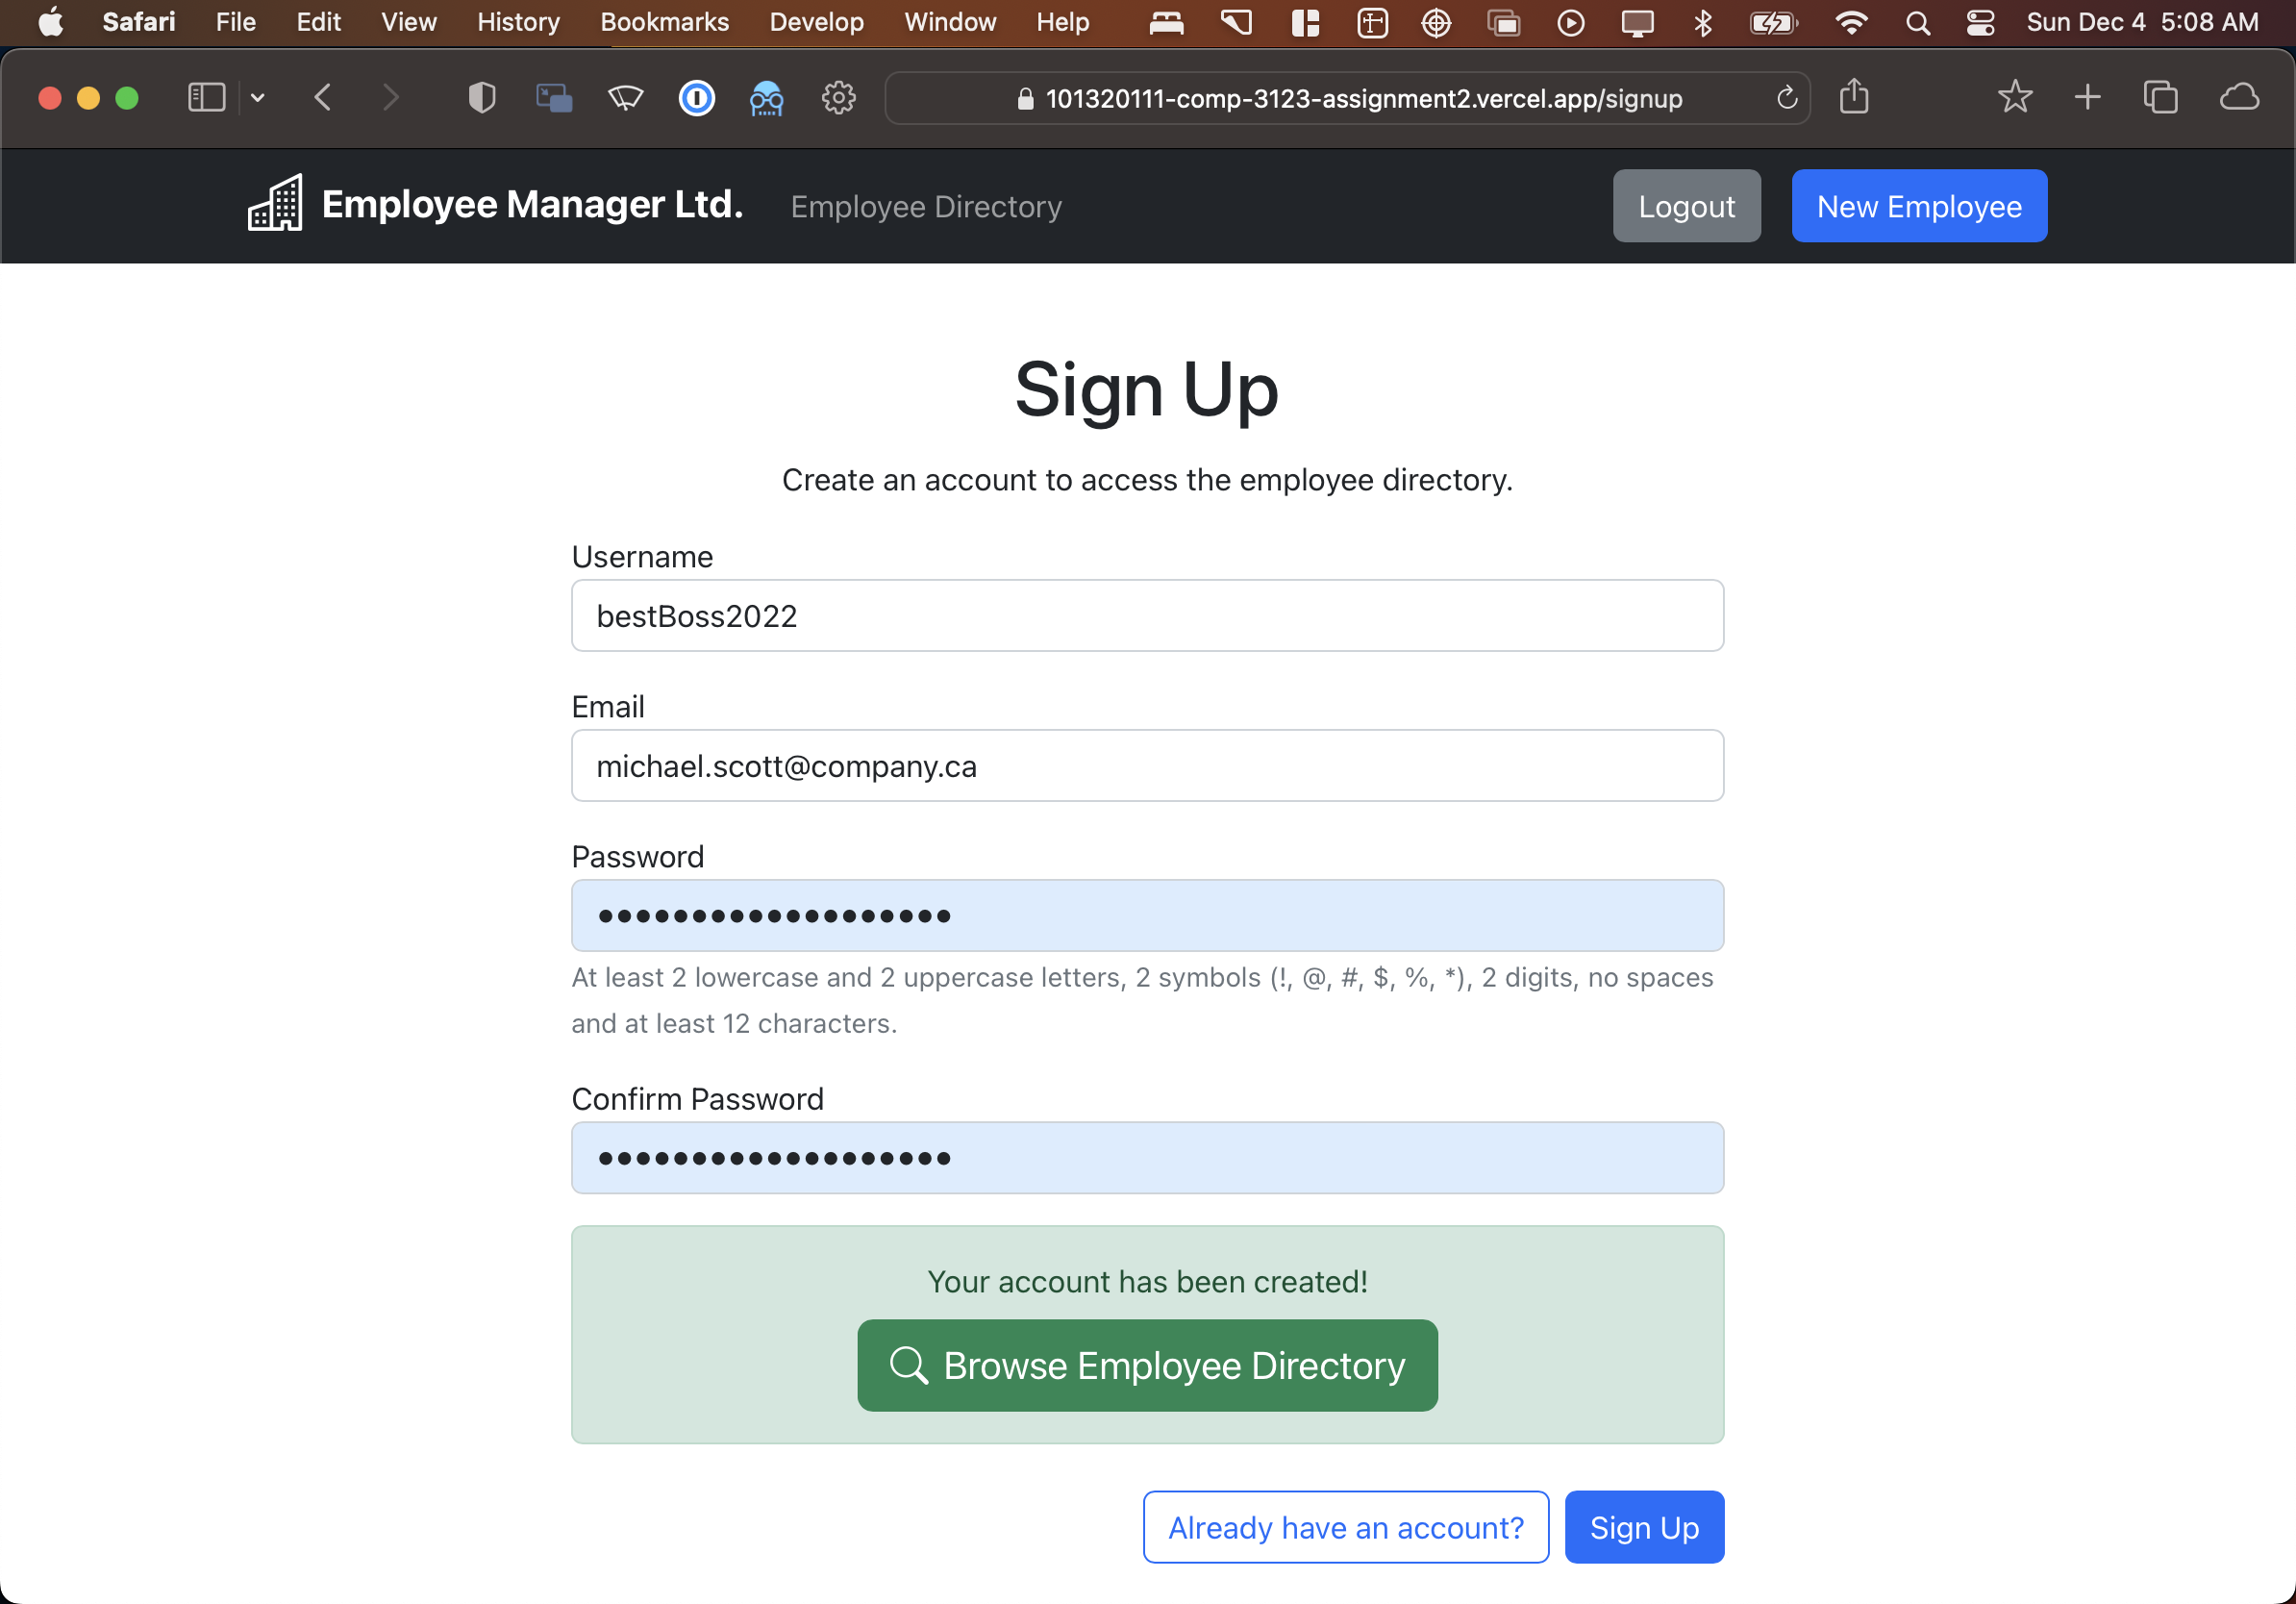 Safari File Edit View History Bookmarks Develop Window Help Sun Dec 4 5:08 AM
101320111-comp-3123-assignment2.vercel.app/signup
Employee Manager Ltd. Employee Directory Logout New Employee
Sign Up
Create an account to access the employee directory.
Username
bestBoss2022
Email
michael.scott@company.ca
Password
•••••••••••••••••••
At least 2 lowercase and 2 uppercase letters, 2 symbols (!, @, #, $, %, *), 2 digits, no spaces
and at least 12 characters.
Confirm Password
•••••••••••••••••••
Your account has been created!
Browse Employee Directory
Already have an account? Sign Up